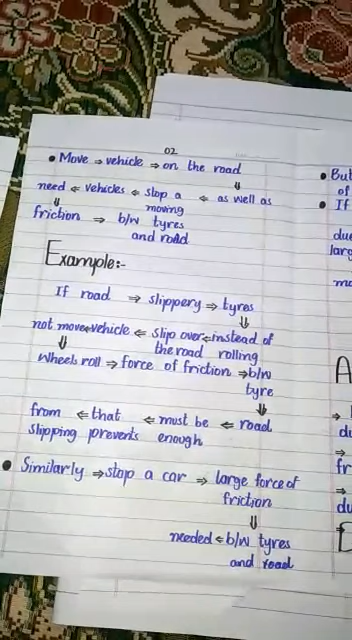 02
• Move → vehicle ⇒ on the road
⇓
need ← vehicles ← stop a ← as well as
⇓ moving
friction ⇒ b/w tyres
and road
Example:-
If road ⇒ slippery ⇒ tyres
⇓
not move ← vehicle ← slip over ← instead of
⇓ the road rolling
Wheels roll ⇒ force of friction ⇒ b/w
tyre
⇓
from ← that ← must be ← road
slipping prevents enough
• Similarly ⇒ stop a car ⇒ large force of
friction
⇓
needed ← b/w tyres
and road
• But
of
• If
due
larg
A
⇒
du
⇒
fr
⇒
du